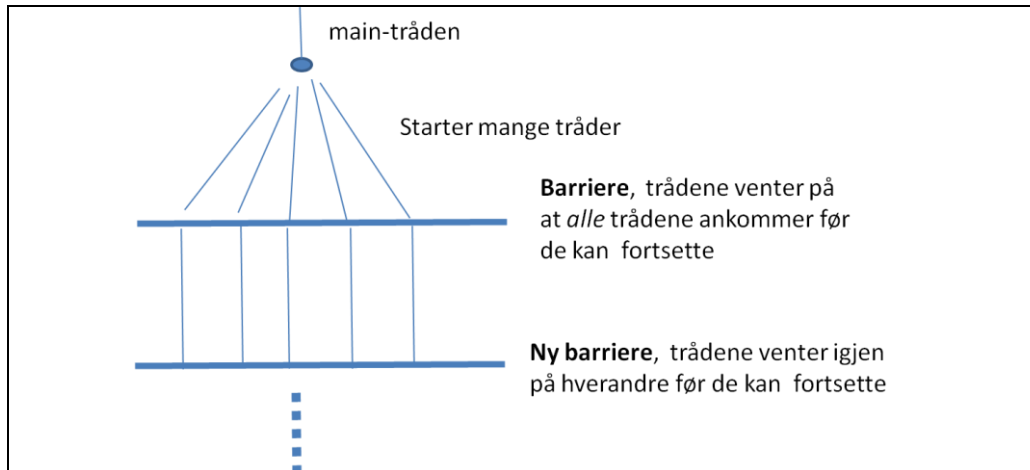 main-tråden
Starter mange tråder
Barriere, trådene venter på
at alle trådene ankommer før
de kan fortsette
Ny barriere, trådene venter igjen
på hverandre før de kan fortsette